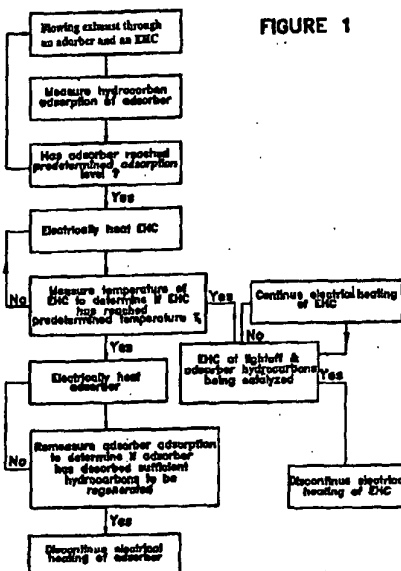 FIGURE 1
Flowing exhaust through
an adorber and an EHC
Measure hydrocarbon
adsorption of adsorber
Has adsorber reached
predetermined adsorption
level ?
Yes
Electrically heat EHC
No
Measure temperature of
EHC to determine if EHC
has reached
predetermined temperature
Yes
Continue electrical heating
of EHC
No
EHC at lightoff &
adsorber hydrocarbons
being catalyzed
Yes
Yes
Electrically heat
adsorber
No
Remeasure adsorber adsorption
to determine if adsorber
has desorbed sufficient
hydrocarbons to be
regenerated
Discontinue electrical
heating of EHC
Yes
Discontinue electrical
heating of adsorber